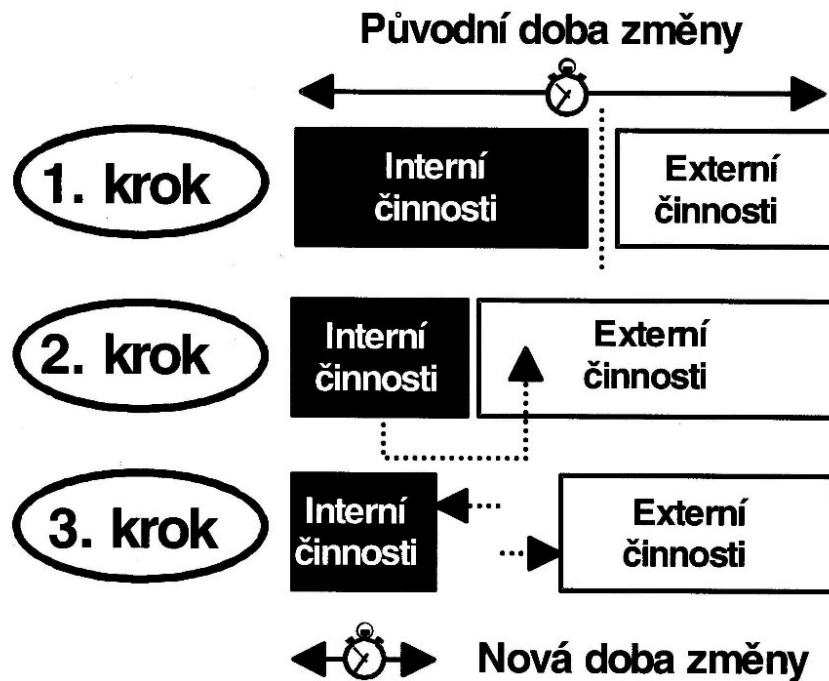 Původní doba změny
1. krok
Interní
činnosti
Externí
činnosti
2. krok
Interní
činnosti
Externí
činnosti
3. krok
Interní
činnosti
Externí
činnosti
Nová doba změny